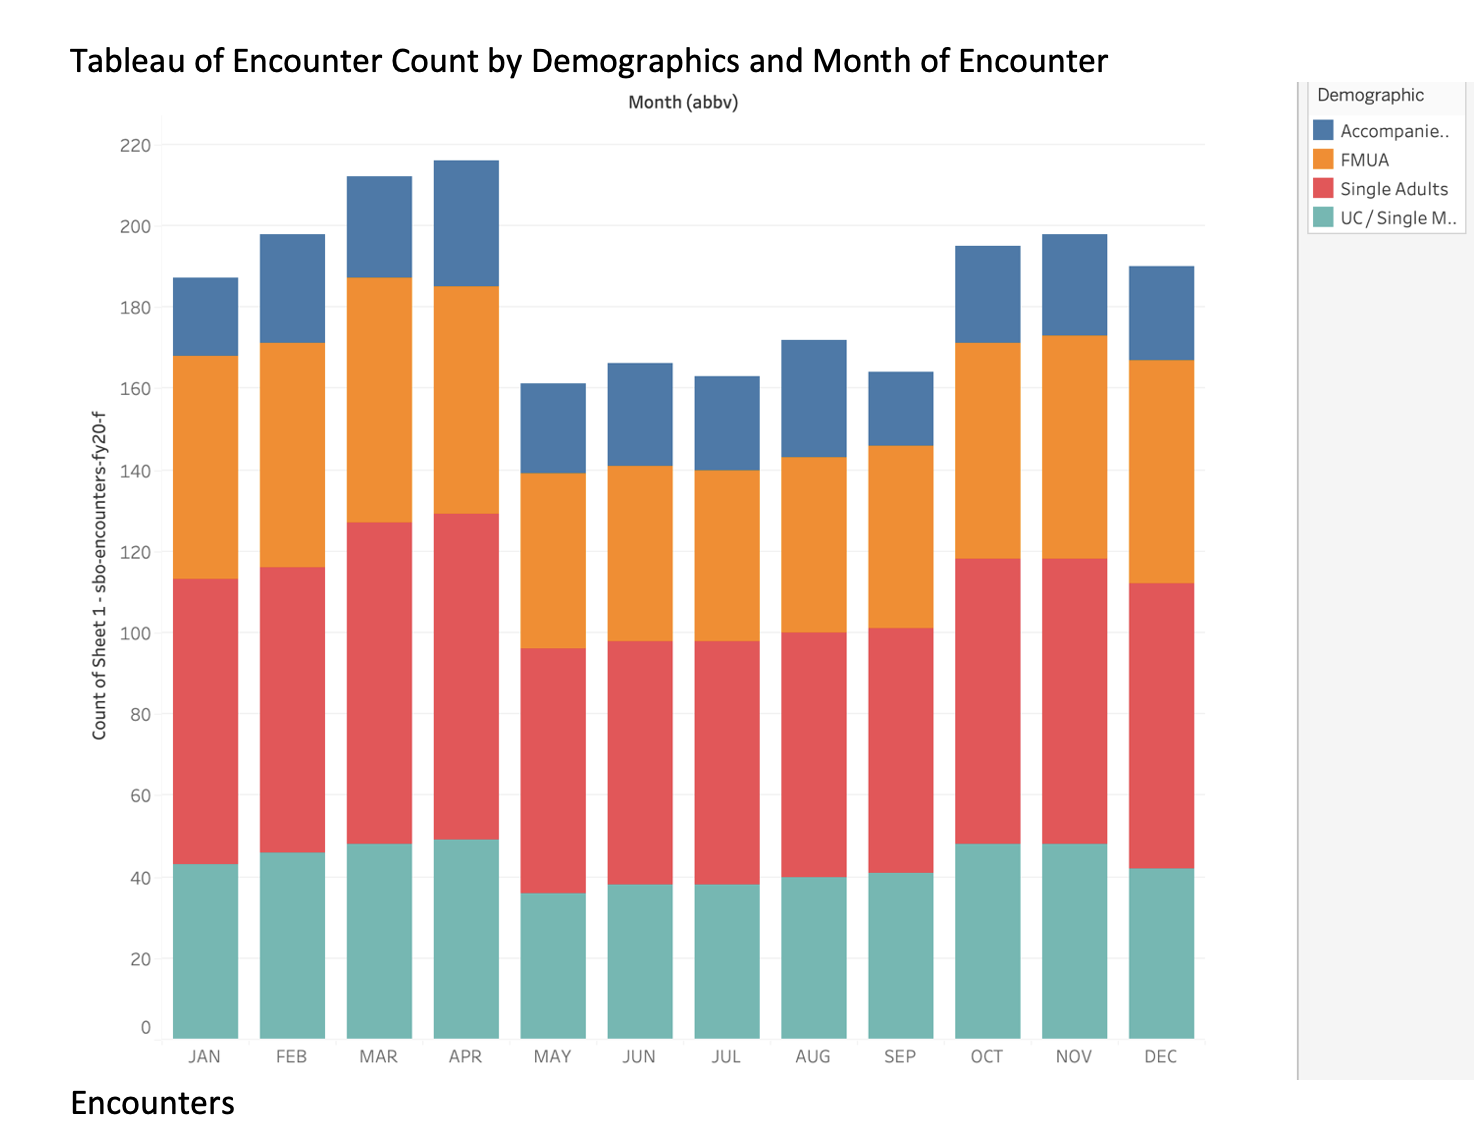 Tableau of Encounter Count by Demographics and Month of Encounter
Month (abbv)
Demographic
Accompanie..
FMUA
Single Adults
UC / Single M..
Count of Sheet 1 - sbo-encounters-fy20-f
220
200
180
160
140
120
100
80
60
40
20
0
JAN FEB MAR APR MAY JUN JUL AUG SEP OCT NOV DEC
Encounters